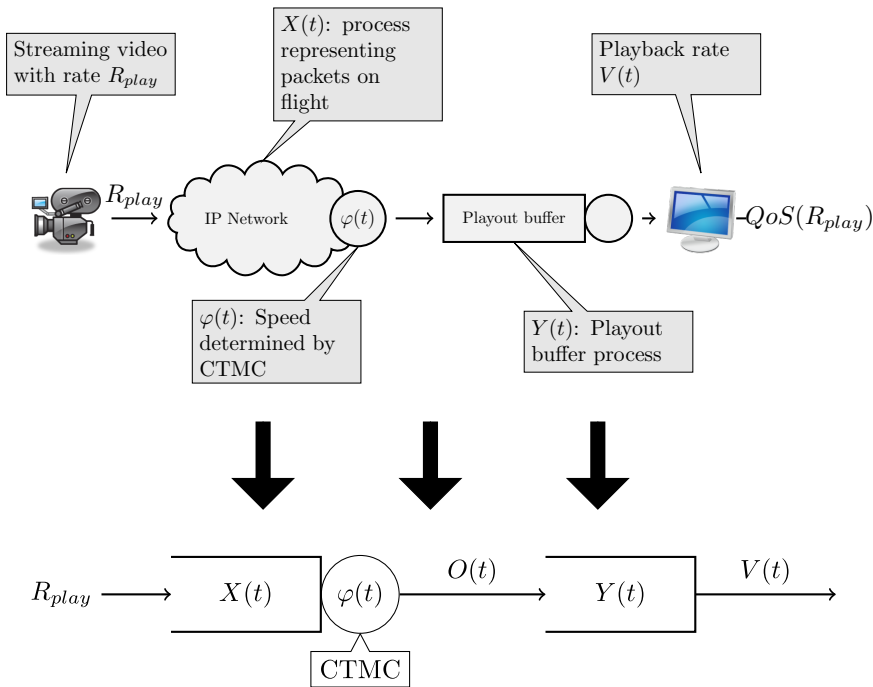 Streaming video
with rate R_play
X(t): process
representing
packets on
flight
Playback rate
V(t)
R_play
IP Network
φ(t)
Playout buffer
QoS(R_play)
φ(t): Speed
determined by
CTMC
Y(t): Playout
buffer process
R_play
X(t)
φ(t)
O(t)
Y(t)
V(t)
CTMC